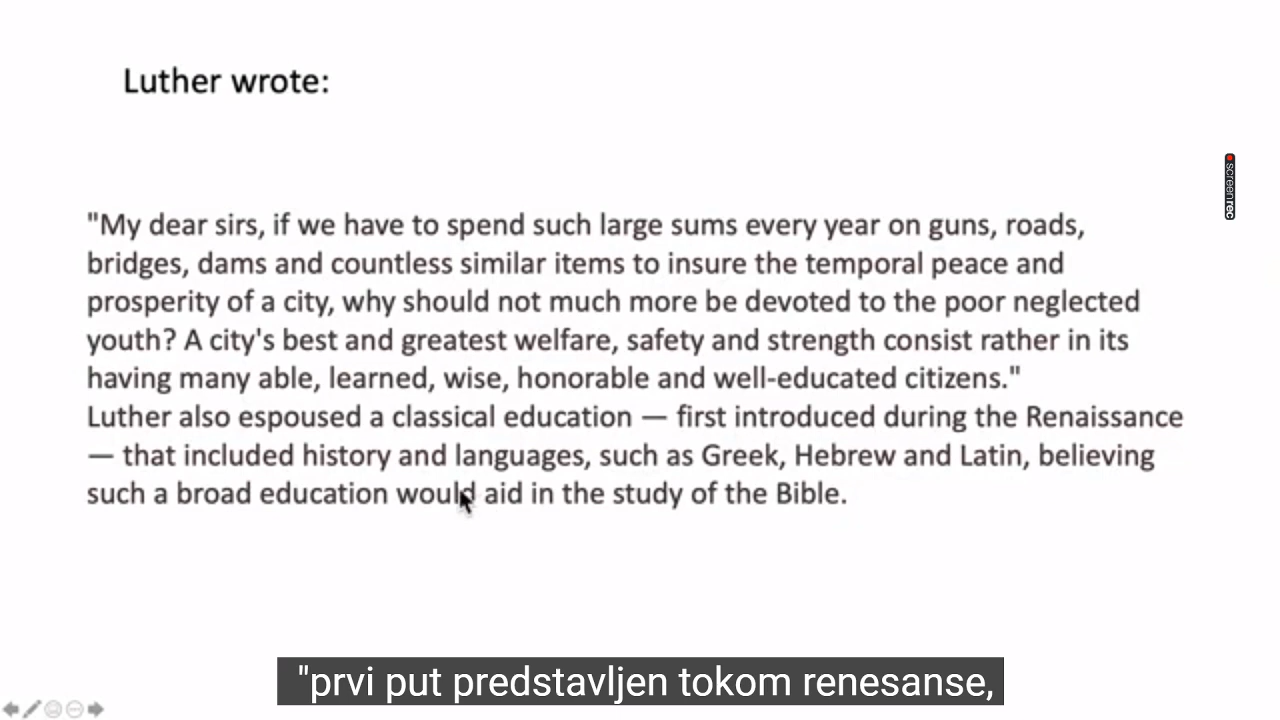 Luther wrote:
"My dear sirs, if we have to spend such large sums every year on guns, roads,
bridges, dams and countless similar items to insure the temporal peace and
prosperity of a city, why should not much more be devoted to the poor neglected
youth? A city's best and greatest welfare, safety and strength consist rather in its
having many able, learned, wise, honorable and well-educated citizens."
Luther also espoused a classical education — first introduced during the Renaissance
— that included history and languages, such as Greek, Hebrew and Latin, believing
such a broad education would aid in the study of the Bible.
screenrec
"prvi put predstavljen tokom renesanse,